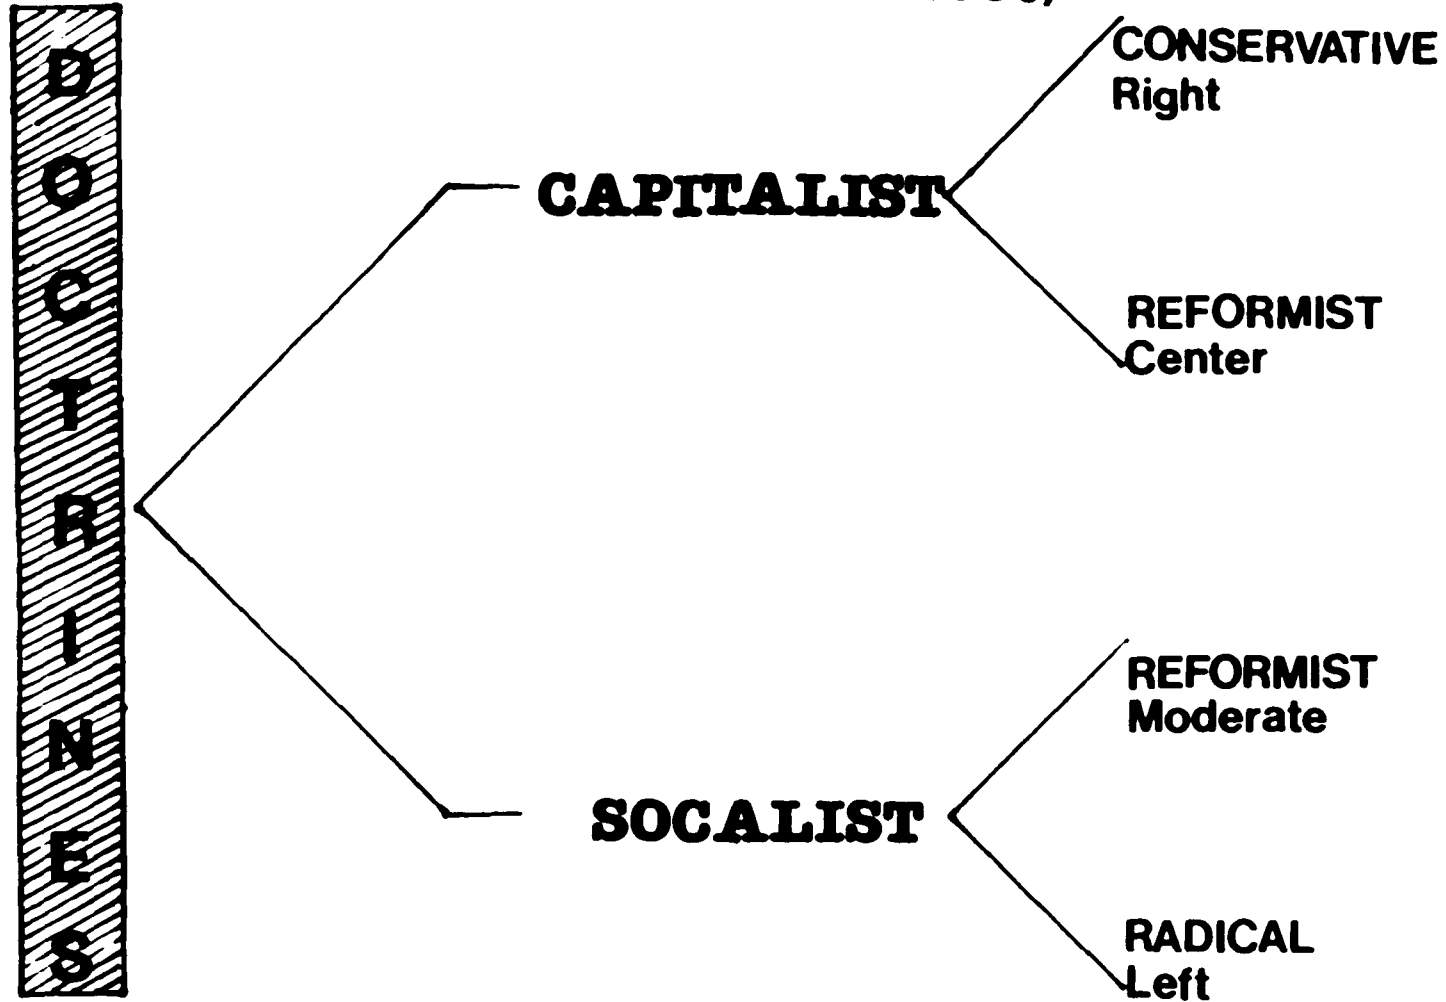 DOCTRINES
CONSERVATIVE
Right
CAPITALIST
REFORMIST
Center
REFORMIST
Moderate
SOCALIST
RADICAL
Left